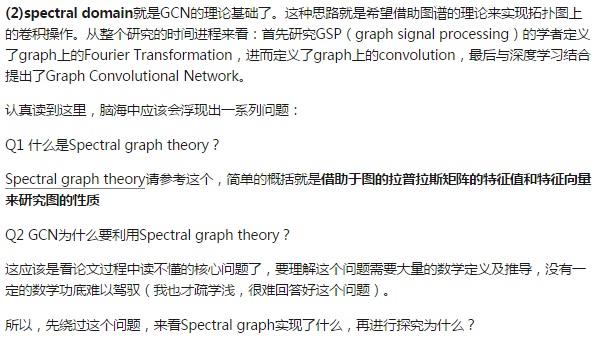 (2)spectral domain就是GCN的理论基础了。这种思路就是希望借助图谱的理论来实现拓扑图上
的卷积操作。从整个研究的时间进程来看：首先研究GSP（graph signal processing）的学者定义
了graph上的Fourier Transformation，进而定义了graph上的convolution，最后与深度学习结合
提出了Graph Convolutional Network。
认真读到这里，脑海中应该会浮现出一系列问题：
Q1 什么是Spectral graph theory？
Spectral graph theory请参考这个，简单的概括就是借助于图的拉普拉斯矩阵的特征值和特征向量
来研究图的性质
Q2 GCN为什么要利用Spectral graph theory？
这应该是看论文过程中读不懂的核心问题了，要理解这个问题需要大量的数学定义及推导，没有一
定的数学功底难以驾驭（我也才疏学浅，很难回答好这个问题）。
所以，先绕过这个问题，来看Spectral graph实现了什么，再进行探究为什么？